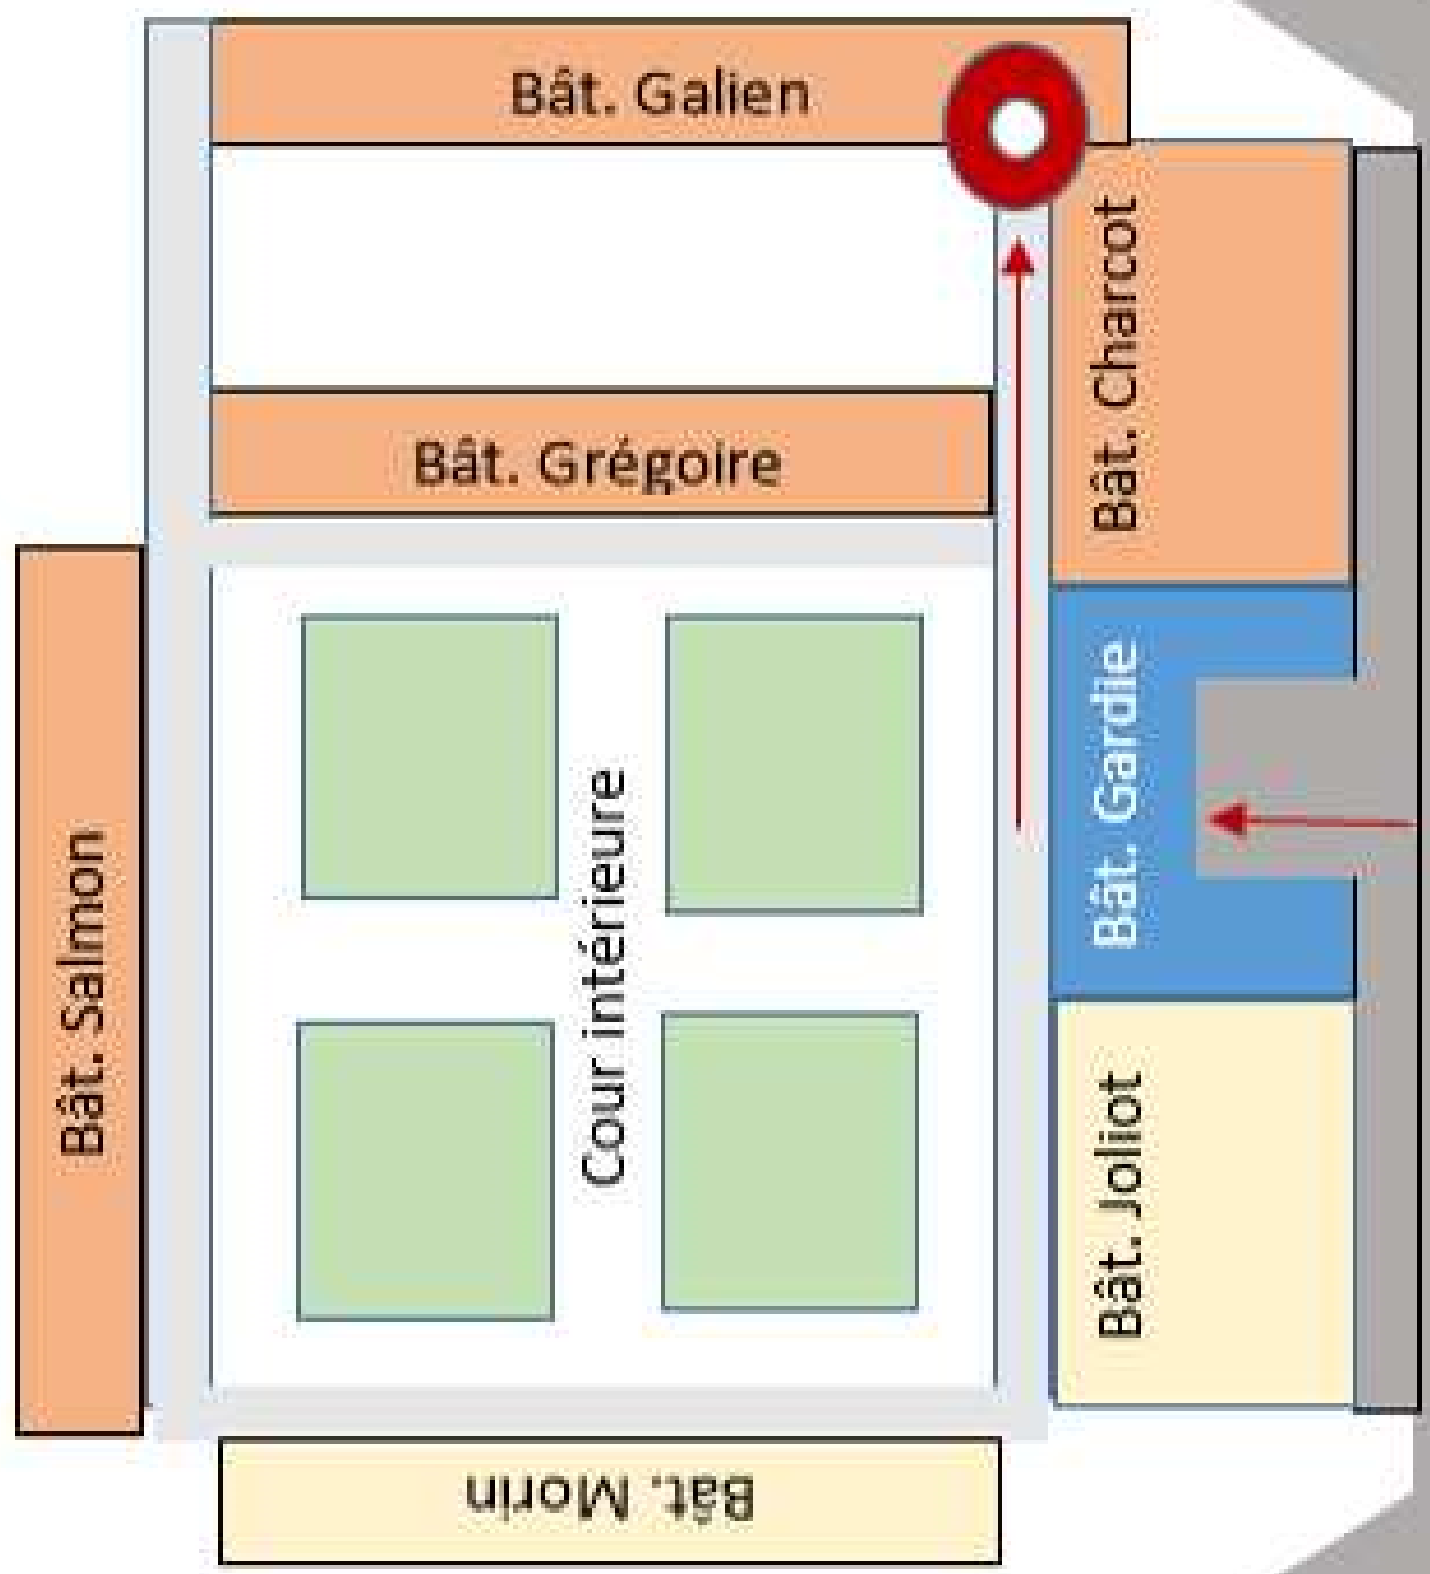 Bât. Galien
Bât. Charcot
Bât. Grégoire
Bât. Gardie
Cour intérieure
Bât. Salmon
Bât. Joliot
Bât. Morin